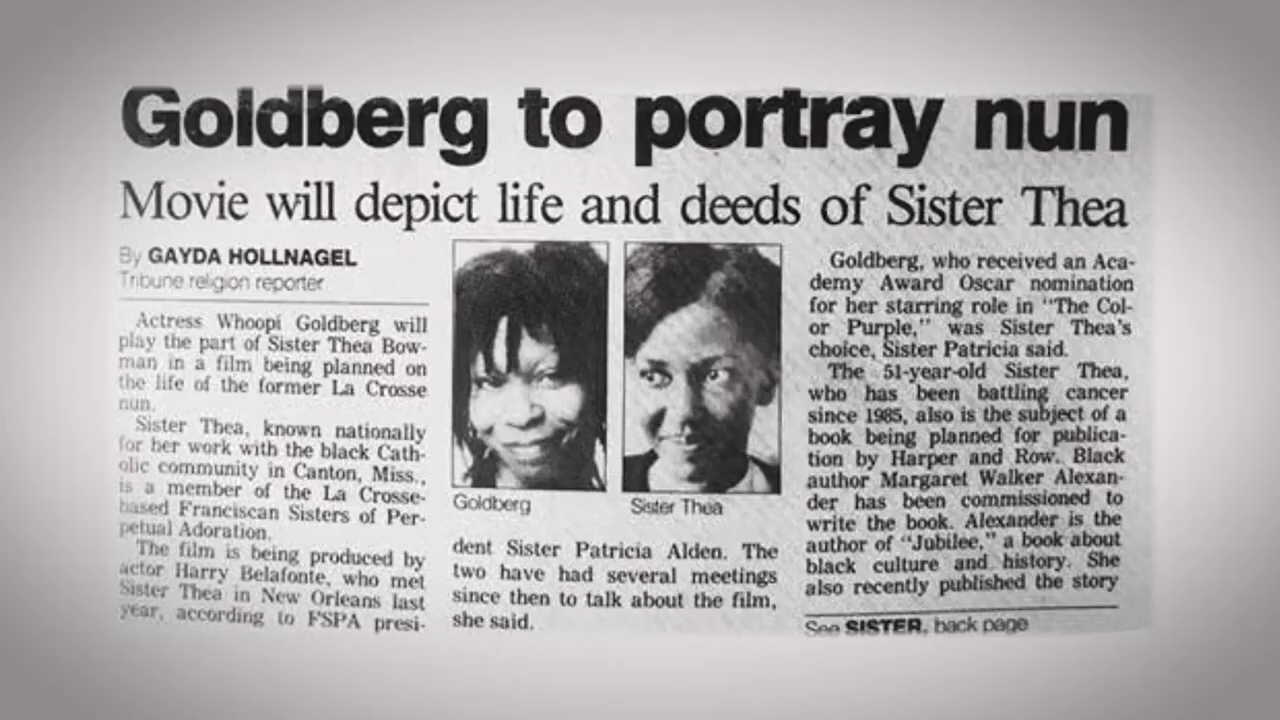 Goldberg to portray nun
Movie will depict life and deeds of Sister Thea
By GAYDA HOLLNAGEL
Tribune religion reporter
Actress Whoopi Goldberg will
play the part of Sister Thea Bow-
man in a film being planned on
the life of the former La Crosse
nun.
Sister Thea, known nationally
for her work with the black Cath-
olic community in Canton, Miss.,
is a member of the La Crosse-
based Franciscan Sisters of Per-
petual Adoration.
The film is being produced by
actor Harry Belafonte, who met
Sister Thea in New Orleans last
year, according to FSPA presi-
Goldberg
Sister Thea
dent Sister Patricia Alden. The
two have had several meetings
since then to talk about the film,
she said.
Goldberg, who received an Aca-
demy Award Oscar nomination
for her starring role in "The Col-
or Purple," was Sister Thea's
choice, Sister Patricia said.
The 51-year-old Sister Thea,
who has been battling cancer
since 1985, also is the subject of a
book being planned for publica-
tion by Harper and Row. Black
author Margaret Walker Alexan-
der has been commissioned to
write the book. Alexander is the
author of "Jubilee," a book about
black culture and history. She
also recently published the story
See SISTER, back page